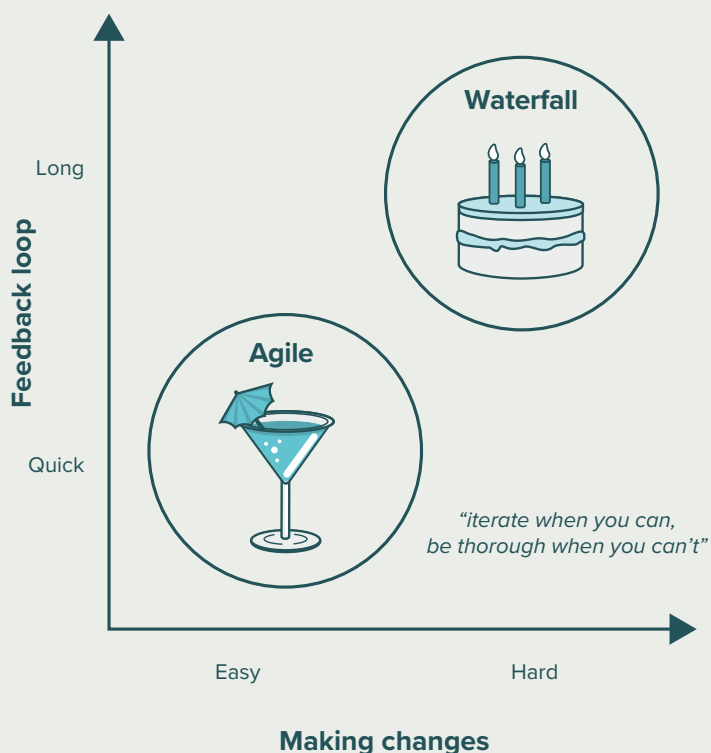 Waterfall
Long
Feedback loop
Agile
Quick
“iterate when you can,
be thorough when you can’t”
Easy
Hard
Making changes